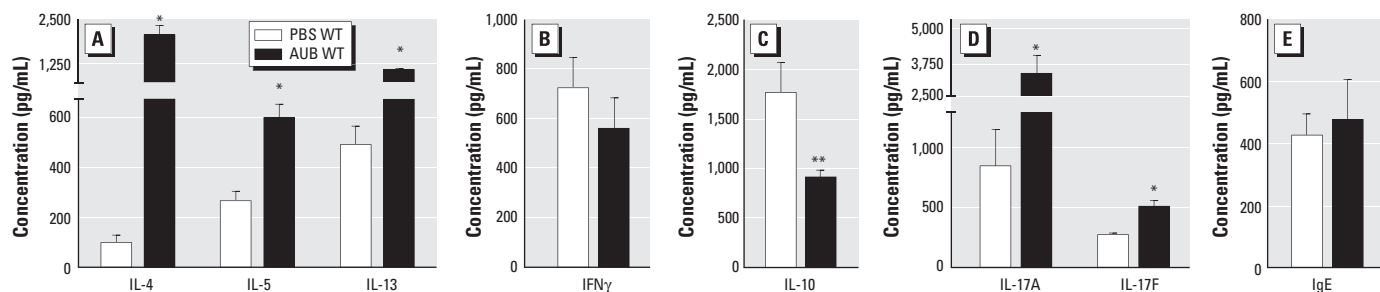 A
PBS WT
AUB WT
Concentration (pg/mL)
2,500
1,250
600
400
200
0
*
*
*
IL-4
IL-5
IL-13
B
Concentration (pg/mL)
1,000
800
600
400
200
0
IFNγ
C
Concentration (pg/mL)
2,500
2,000
1,500
1,000
500
0
**
IL-10
D
Concentration (pg/mL)
5,000
3,750
2,500
1,000
500
0
*
*
IL-17A
IL-17F
E
Concentration (pg/mL)
800
600
400
200
0
IgE